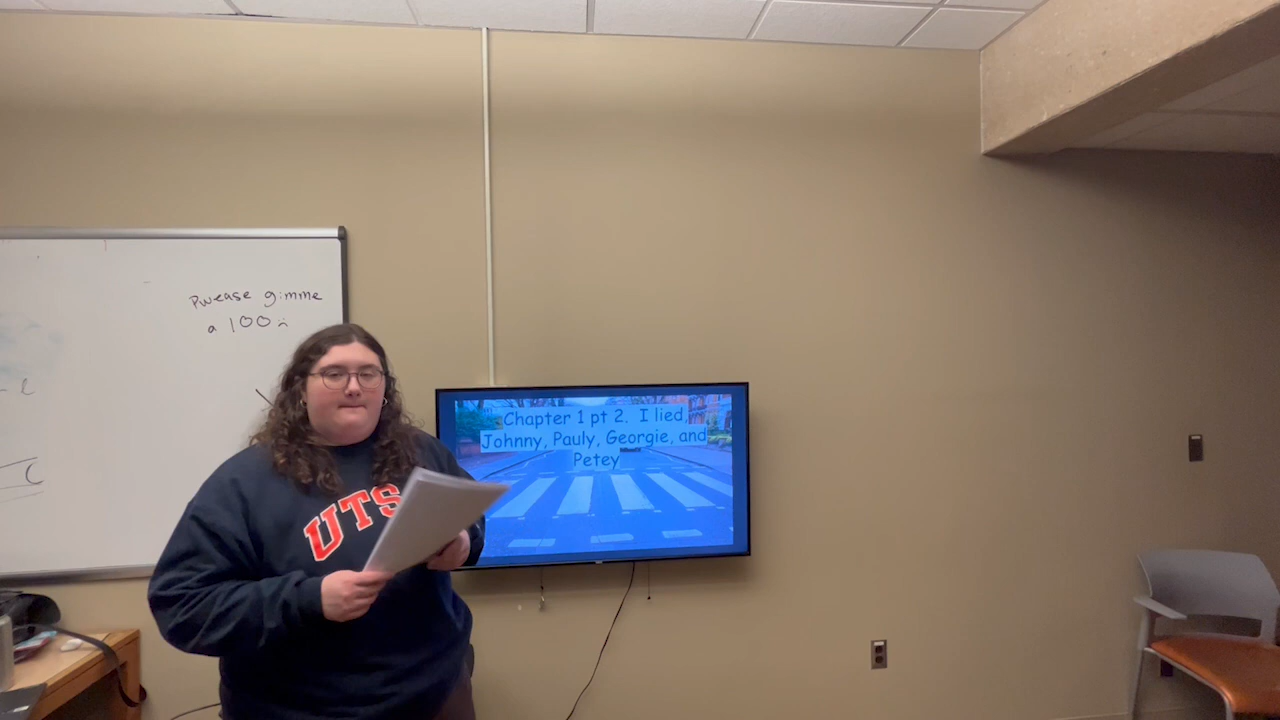 Pwease gimme
a 100
Chapter 1 pt 2. I lied,
Johnny, Pauly, Georgie, and
Petey
UTS